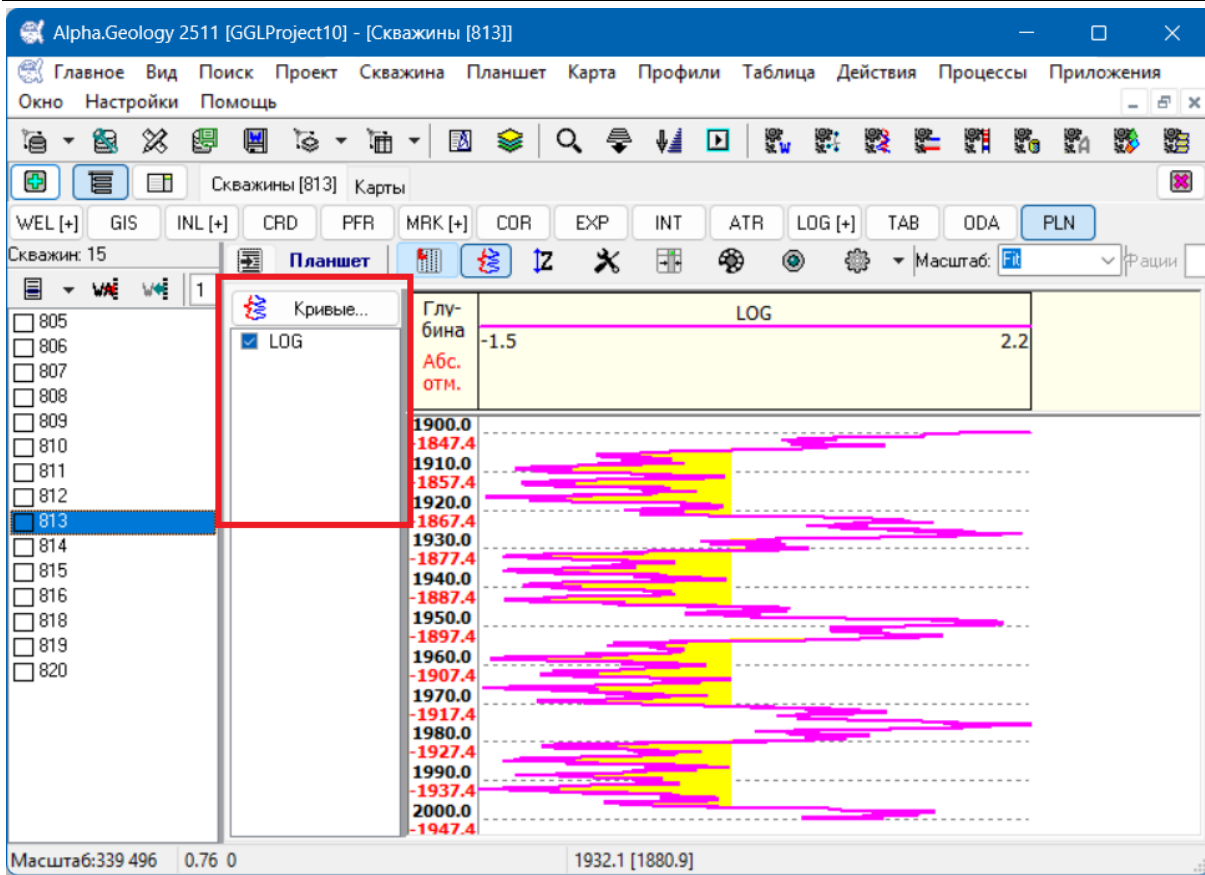 Alpha.Geology 2511 [GGLProject10] - [Скважины [813]]
Главное Вид Поиск Проект Скважина Планшет Карта Профили Таблица Действия Процессы Приложения
Окно Настройки Помощь
Скважины [813] Карты
WEL [+] GIS INL [+] CRD PFR MRK [+] COR EXP INT ATR LOG [+] TAB ODA PLN
Скважин: 15
Планшет
Масштаб: Fit
Фации
1
Кривые...
LOG
805
806
807
808
809
810
811
812
813
814
815
816
818
819
820
Глу-
бина
Абс.
отм.
LOG
-1.5 2.2
1900.0
-1847.4
1910.0
-1857.4
1920.0
-1867.4
1930.0
-1877.4
1940.0
-1887.4
1950.0
-1897.4
1960.0
-1907.4
1970.0
-1917.4
1980.0
-1927.4
1990.0
-1937.4
2000.0
-1947.4
Масштаб:339 496 0.76 0 1932.1 [1880.9]